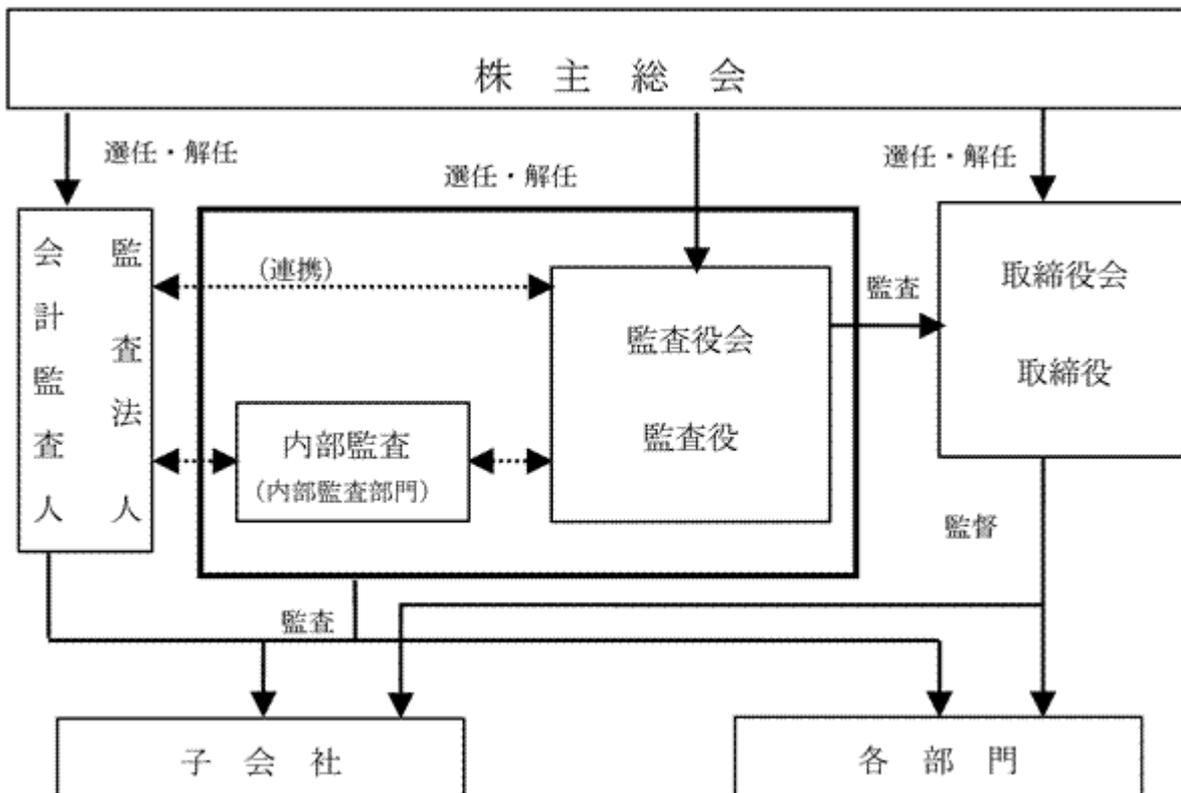 株主総会
選任・解任
選任・解任
選任・解任
会計監査人
監査法人
(連携)
監査役会
監査役
監査
取締役会
取締役
内部監査
(内部監査部門)
監督
監査
子会社
各部門